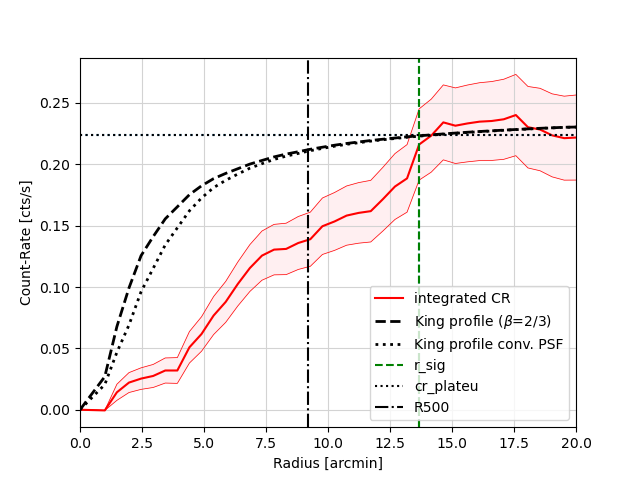 0.25
0.20
0.15
0.10
0.05
0.00
Count-Rate [cts/s]
integrated CR
King profile (β=2/3)
King profile conv. PSF
r_sig
cr_plateu
R500
0.0 2.5 5.0 7.5 10.0 12.5 15.0 17.5 20.0
Radius [arcmin]